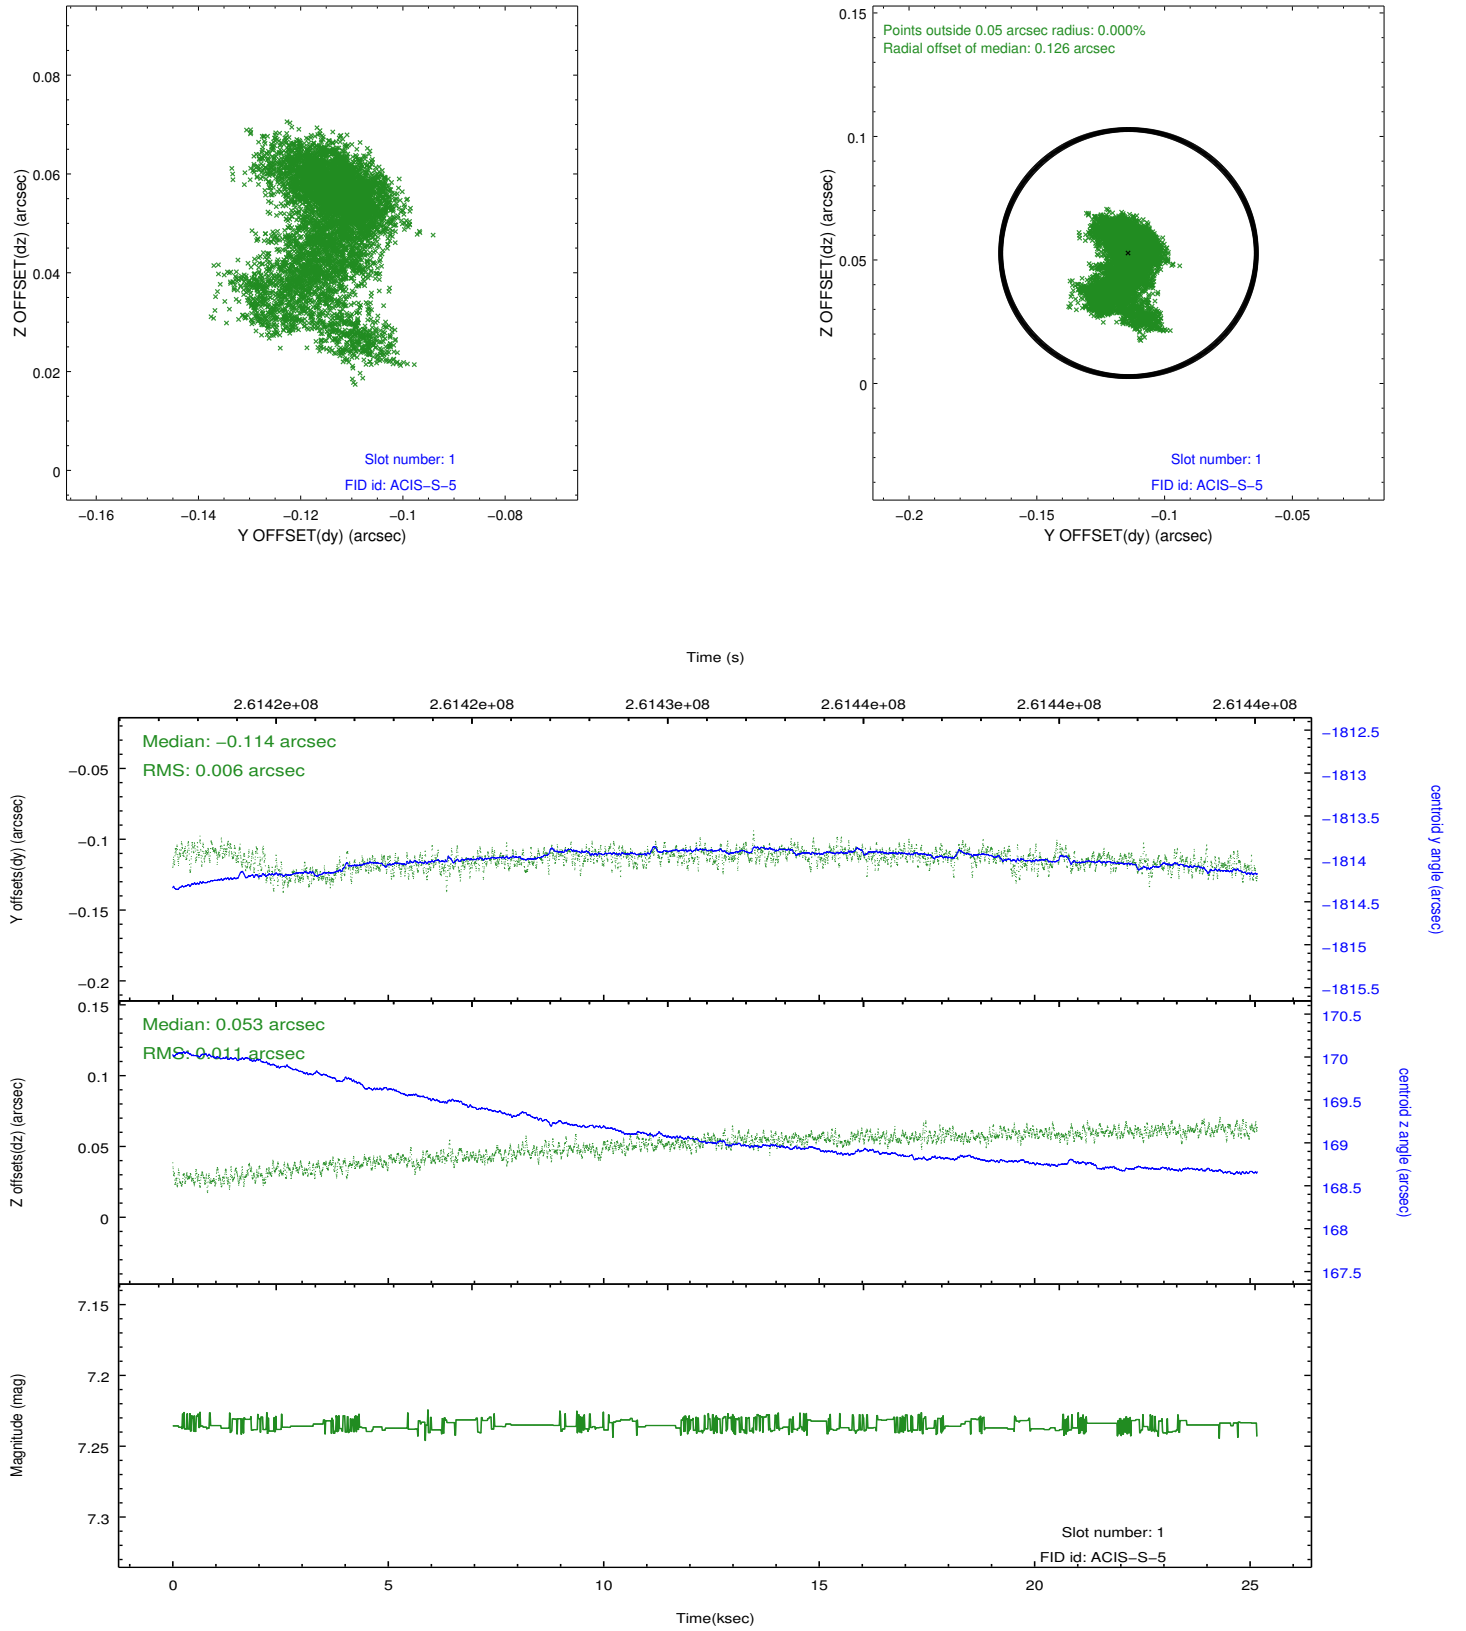 0.08
0.06
0.04
0.02
0
Z OFFSET(dz) (arcsec)
Slot number: 1
FID id: ACIS−S−5
−0.16 −0.14 −0.12 −0.1 −0.08
Y OFFSET(dy) (arcsec)
Points outside 0.05 arcsec radius: 0.000%
Radial offset of median: 0.126 arcsec
0.15
0.1
0.05
0
Z OFFSET(dz) (arcsec)
Slot number: 1
FID id: ACIS−S−5
−0.2 −0.15 −0.1 −0.05
Y OFFSET(dy) (arcsec)
Time (s)
2.6142e+08 2.6142e+08 2.6143e+08 2.6144e+08 2.6144e+08 2.6144e+08
Median: −0.114 arcsec
RMS: 0.006 arcsec
−0.05
−0.1
−0.15
−0.2
Y offsets(dy) (arcsec)
−1812.5
−1813
−1813.5
−1814
−1814.5
−1815
−1815.5
centroid y angle (arcsec)
Median: 0.053 arcsec
RMS: 0.011 arcsec
0.15
0.1
0.05
0
Z offsets(dz) (arcsec)
170.5
170
169.5
169
168.5
168
167.5
centroid z angle (arcsec)
7.15
7.2
7.25
7.3
Magnitude (mag)
Slot number: 1
FID id: ACIS−S−5
0 5 10 15 20 25
Time(ksec)